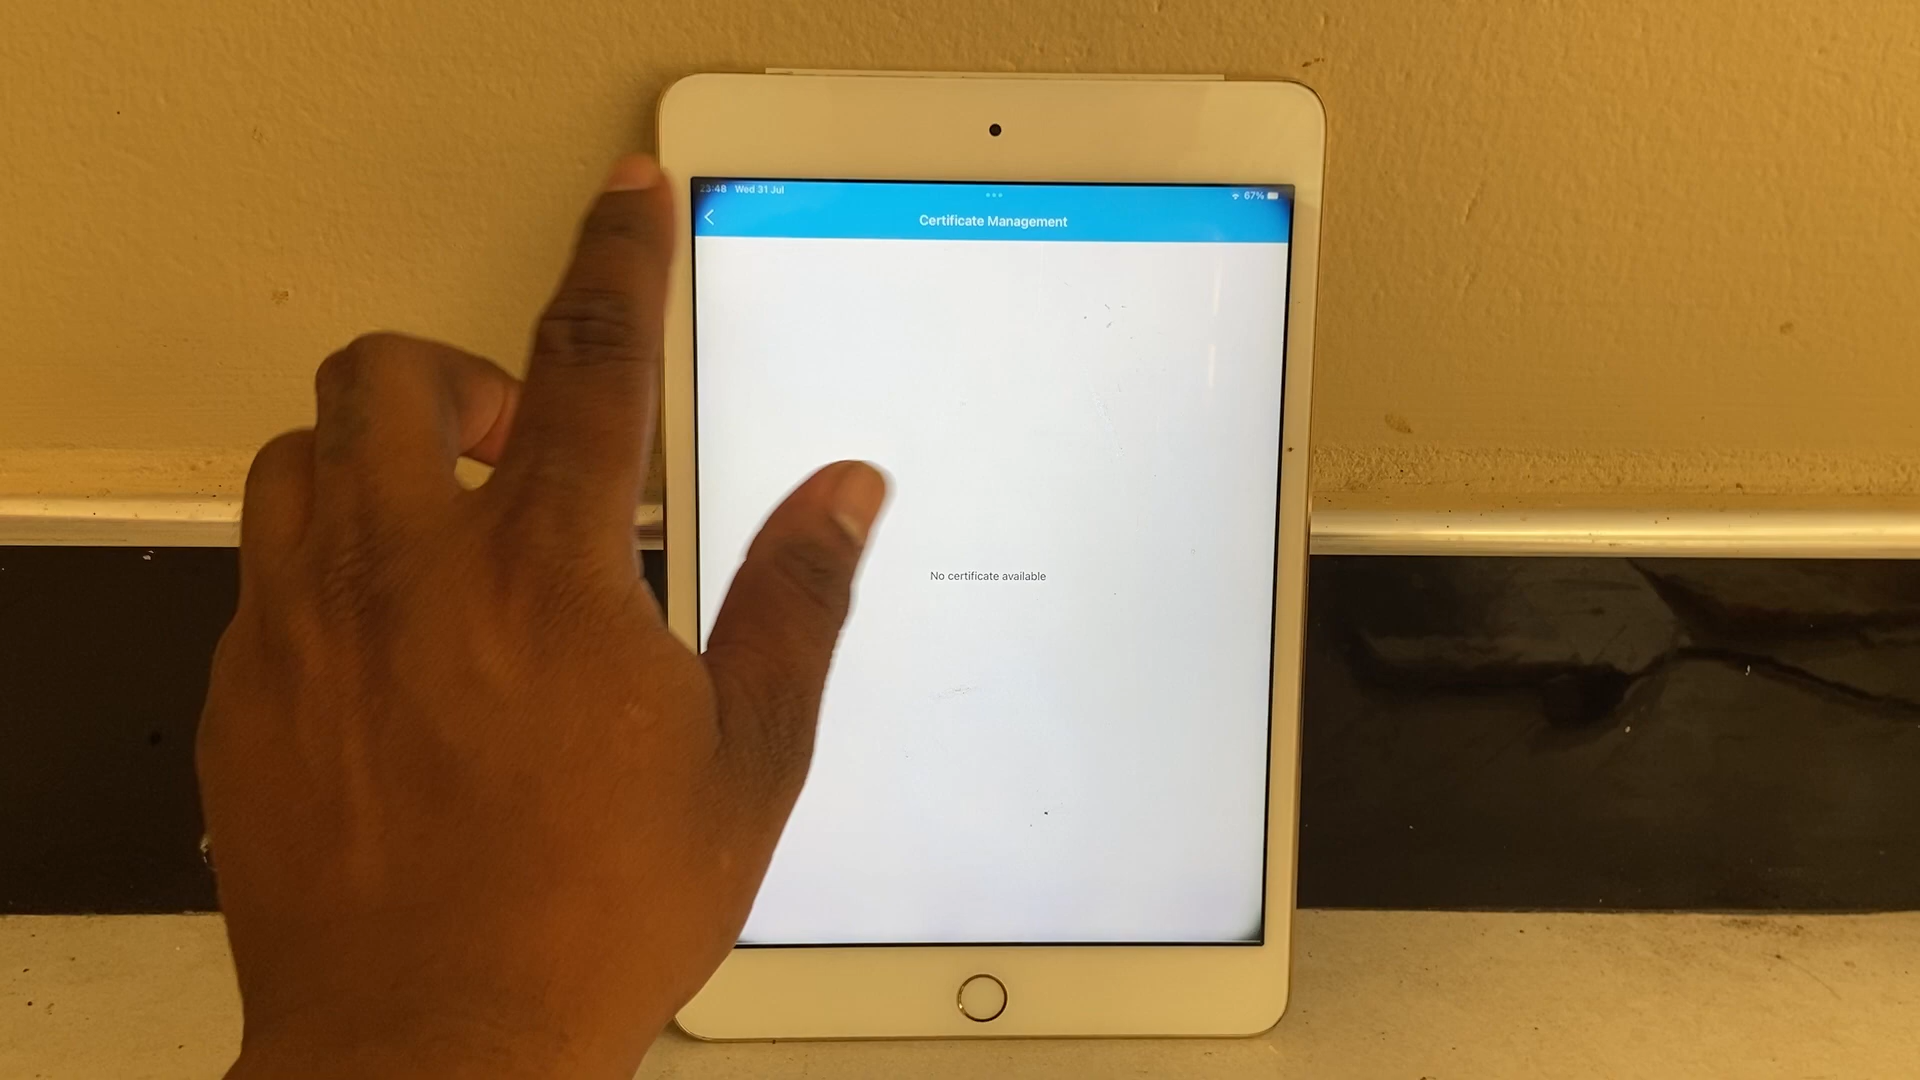 23:48 Wed 31 Jul
67%
Certificate Management
No certificate available